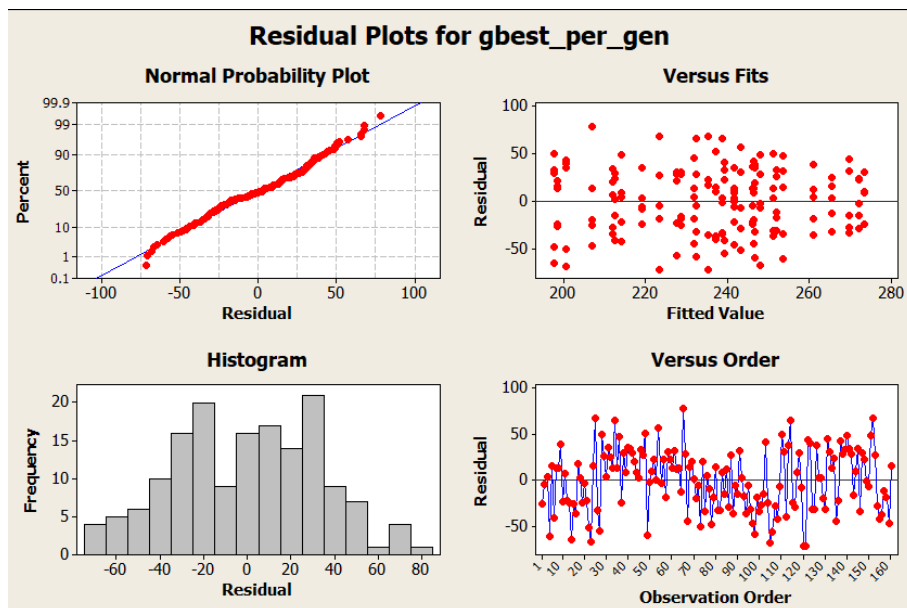 Residual Plots for gbest_per_gen
Normal Probability Plot
99.9
99
90
50
10
1
0.1
Percent
-100 -50 0 50 100
Residual
Versus Fits
100
50
0
-50
Residual
200 220 240 260 280
Fitted Value
Histogram
20
15
10
5
0
Frequency
-60 -40 -20 0 20 40 60 80
Residual
Versus Order
100
50
0
-50
Residual
1 10 20 30 40 50 60 70 80 90 100 110 120 130 140 150 160
Observation Order